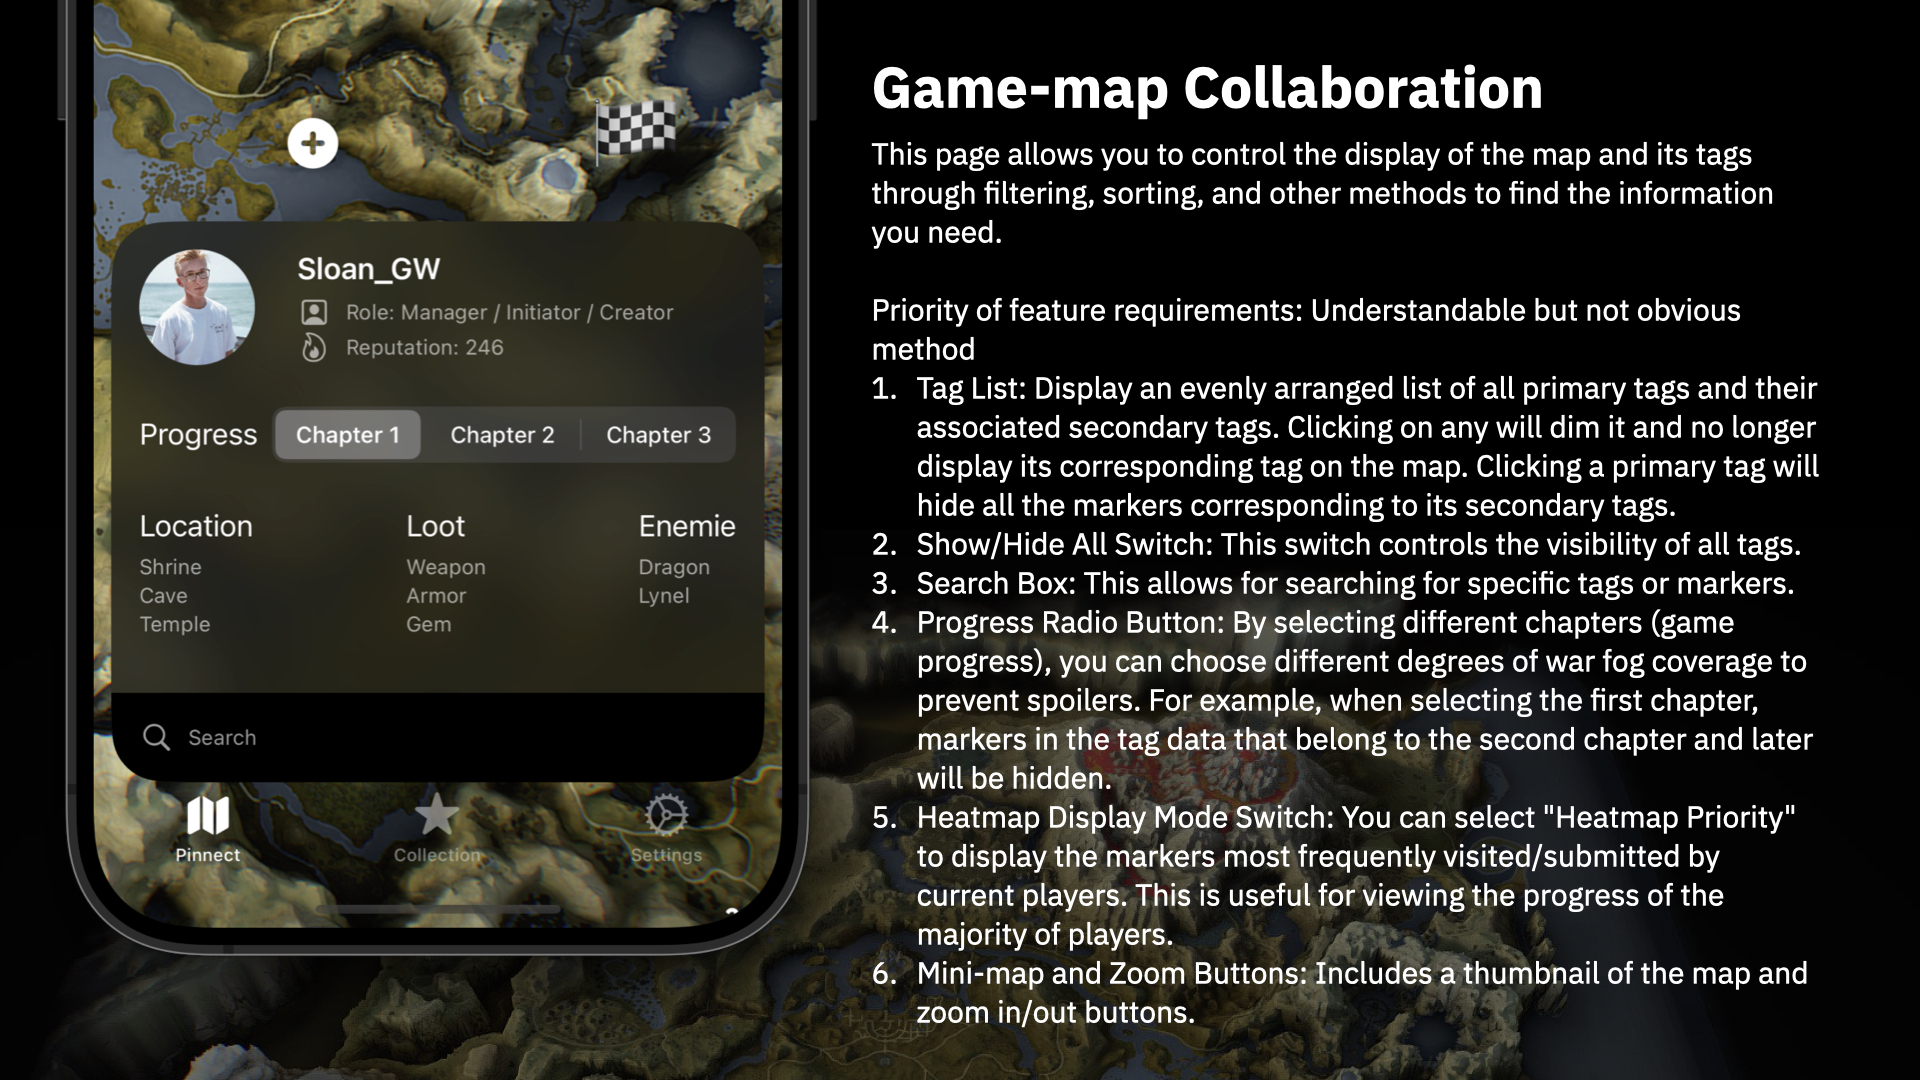 Game-map Collaboration
This page allows you to control the display of the map and its tags
through filtering, sorting, and other methods to find the information
you need.
Priority of feature requirements: Understandable but not obvious
method
1. Tag List: Display an evenly arranged list of all primary tags and their
associated secondary tags. Clicking on any will dim it and no longer
display its corresponding tag on the map. Clicking a primary tag will
hide all the markers corresponding to its secondary tags.
2. Show/Hide All Switch: This switch controls the visibility of all tags.
3. Search Box: This allows for searching for specific tags or markers.
4. Progress Radio Button: By selecting different chapters (game
progress), you can choose different degrees of war fog coverage to
prevent spoilers. For example, when selecting the first chapter,
markers in the tag data that belong to the second chapter and later
will be hidden.
5. Heatmap Display Mode Switch: You can select "Heatmap Priority"
to display the markers most frequently visited/submitted by
current players. This is useful for viewing the progress of the
majority of players.
6. Mini-map and Zoom Buttons: Includes a thumbnail of the map and
zoom in/out buttons.
Sloan_GW
Role: Manager / Initiator / Creator
Reputation: 246
Progress Chapter 1 Chapter 2 Chapter 3
Location Loot Enemie
Shrine Weapon Dragon
Cave Armor Lynel
Temple Gem
Search
Pinnect Collection Settings